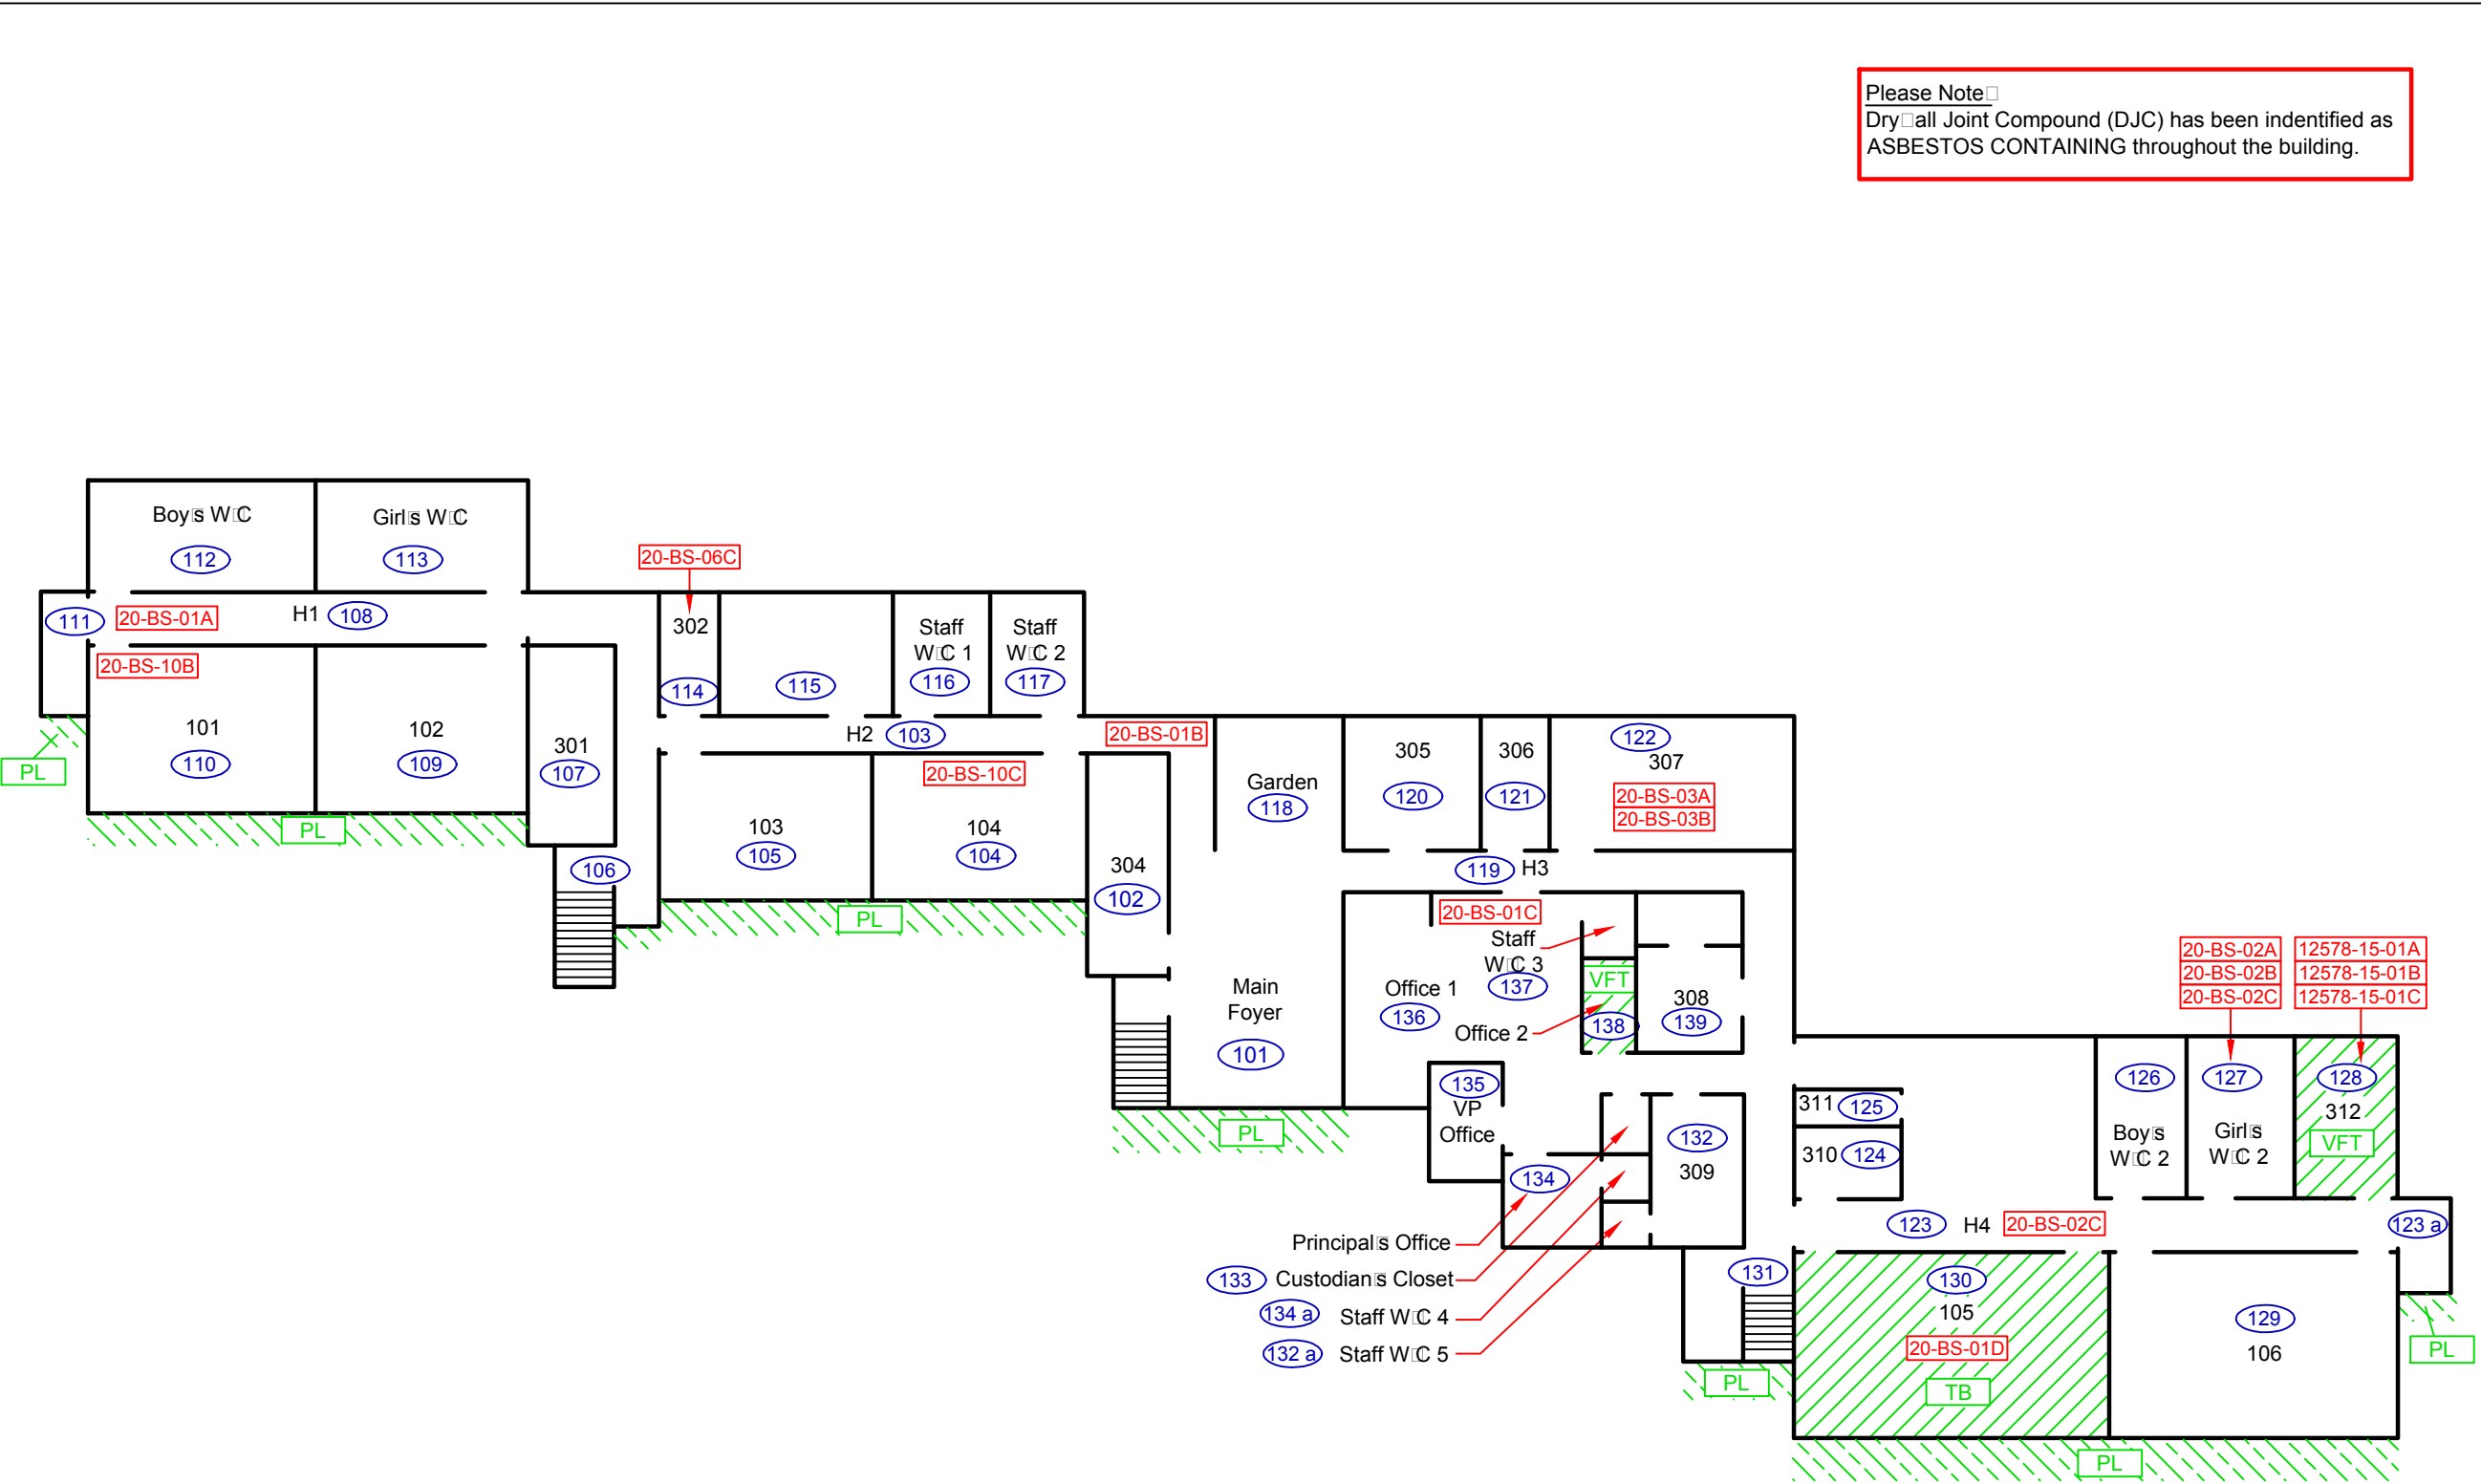 Please Note□
Dry□all Joint Compound (DJC) has been indentified as
ASBESTOS CONTAINING throughout the building.
Boy□s W□C
112
Girl□s W□C
113
111
20-BS-01A
H1 108
20-BS-10B
101
110
102
109
PL
PL
301
107
106
20-BS-06C
302
114
115
Staff
W□C 1
116
Staff
W□C 2
117
H2 103
20-BS-10C
103
105
104
104
PL
20-BS-01B
304
102
Garden
118
305
120
306
121
122
307
20-BS-03A
20-BS-03B
119 H3
20-BS-01C
Staff
W□C 3
137
Main
Foyer
101
PL
Office 1
136
VFT
138
Office 2
308
139
135
VP
Office
134
132
309
Principal□s Office
133 Custodian□s Closet
134 a Staff W□C 4
132 a Staff W□C 5
131
PL
311 125
310 124
20-BS-02A
20-BS-02B
20-BS-02C
12578-15-01A
12578-15-01B
12578-15-01C
126
Boy□s
W□C 2
127
Girl□s
W□C 2
128
312
VFT
123 H4 20-BS-02C
123 a
130
105
20-BS-01D
TB
129
106
PL
PL